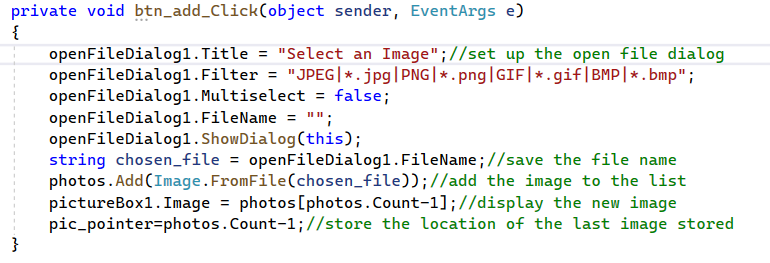 private void btn_add_Click(object sender, EventArgs e)
{
openFileDialog1.Title = "Select an Image";//set up the open file dialog
openFileDialog1.Filter = "JPEG|*.jpg|PNG|*.png|GIF|*.gif|BMP|*.bmp";
openFileDialog1.Multiselect = false;
openFileDialog1.FileName = "";
openFileDialog1.ShowDialog(this);
string chosen_file = openFileDialog1.FileName;//save the file name
photos.Add(Image.FromFile(chosen_file));//add the image to the list
pictureBox1.Image = photos[photos.Count-1];//display the new image
pic_pointer=photos.Count-1;//store the location of the last image stored
}